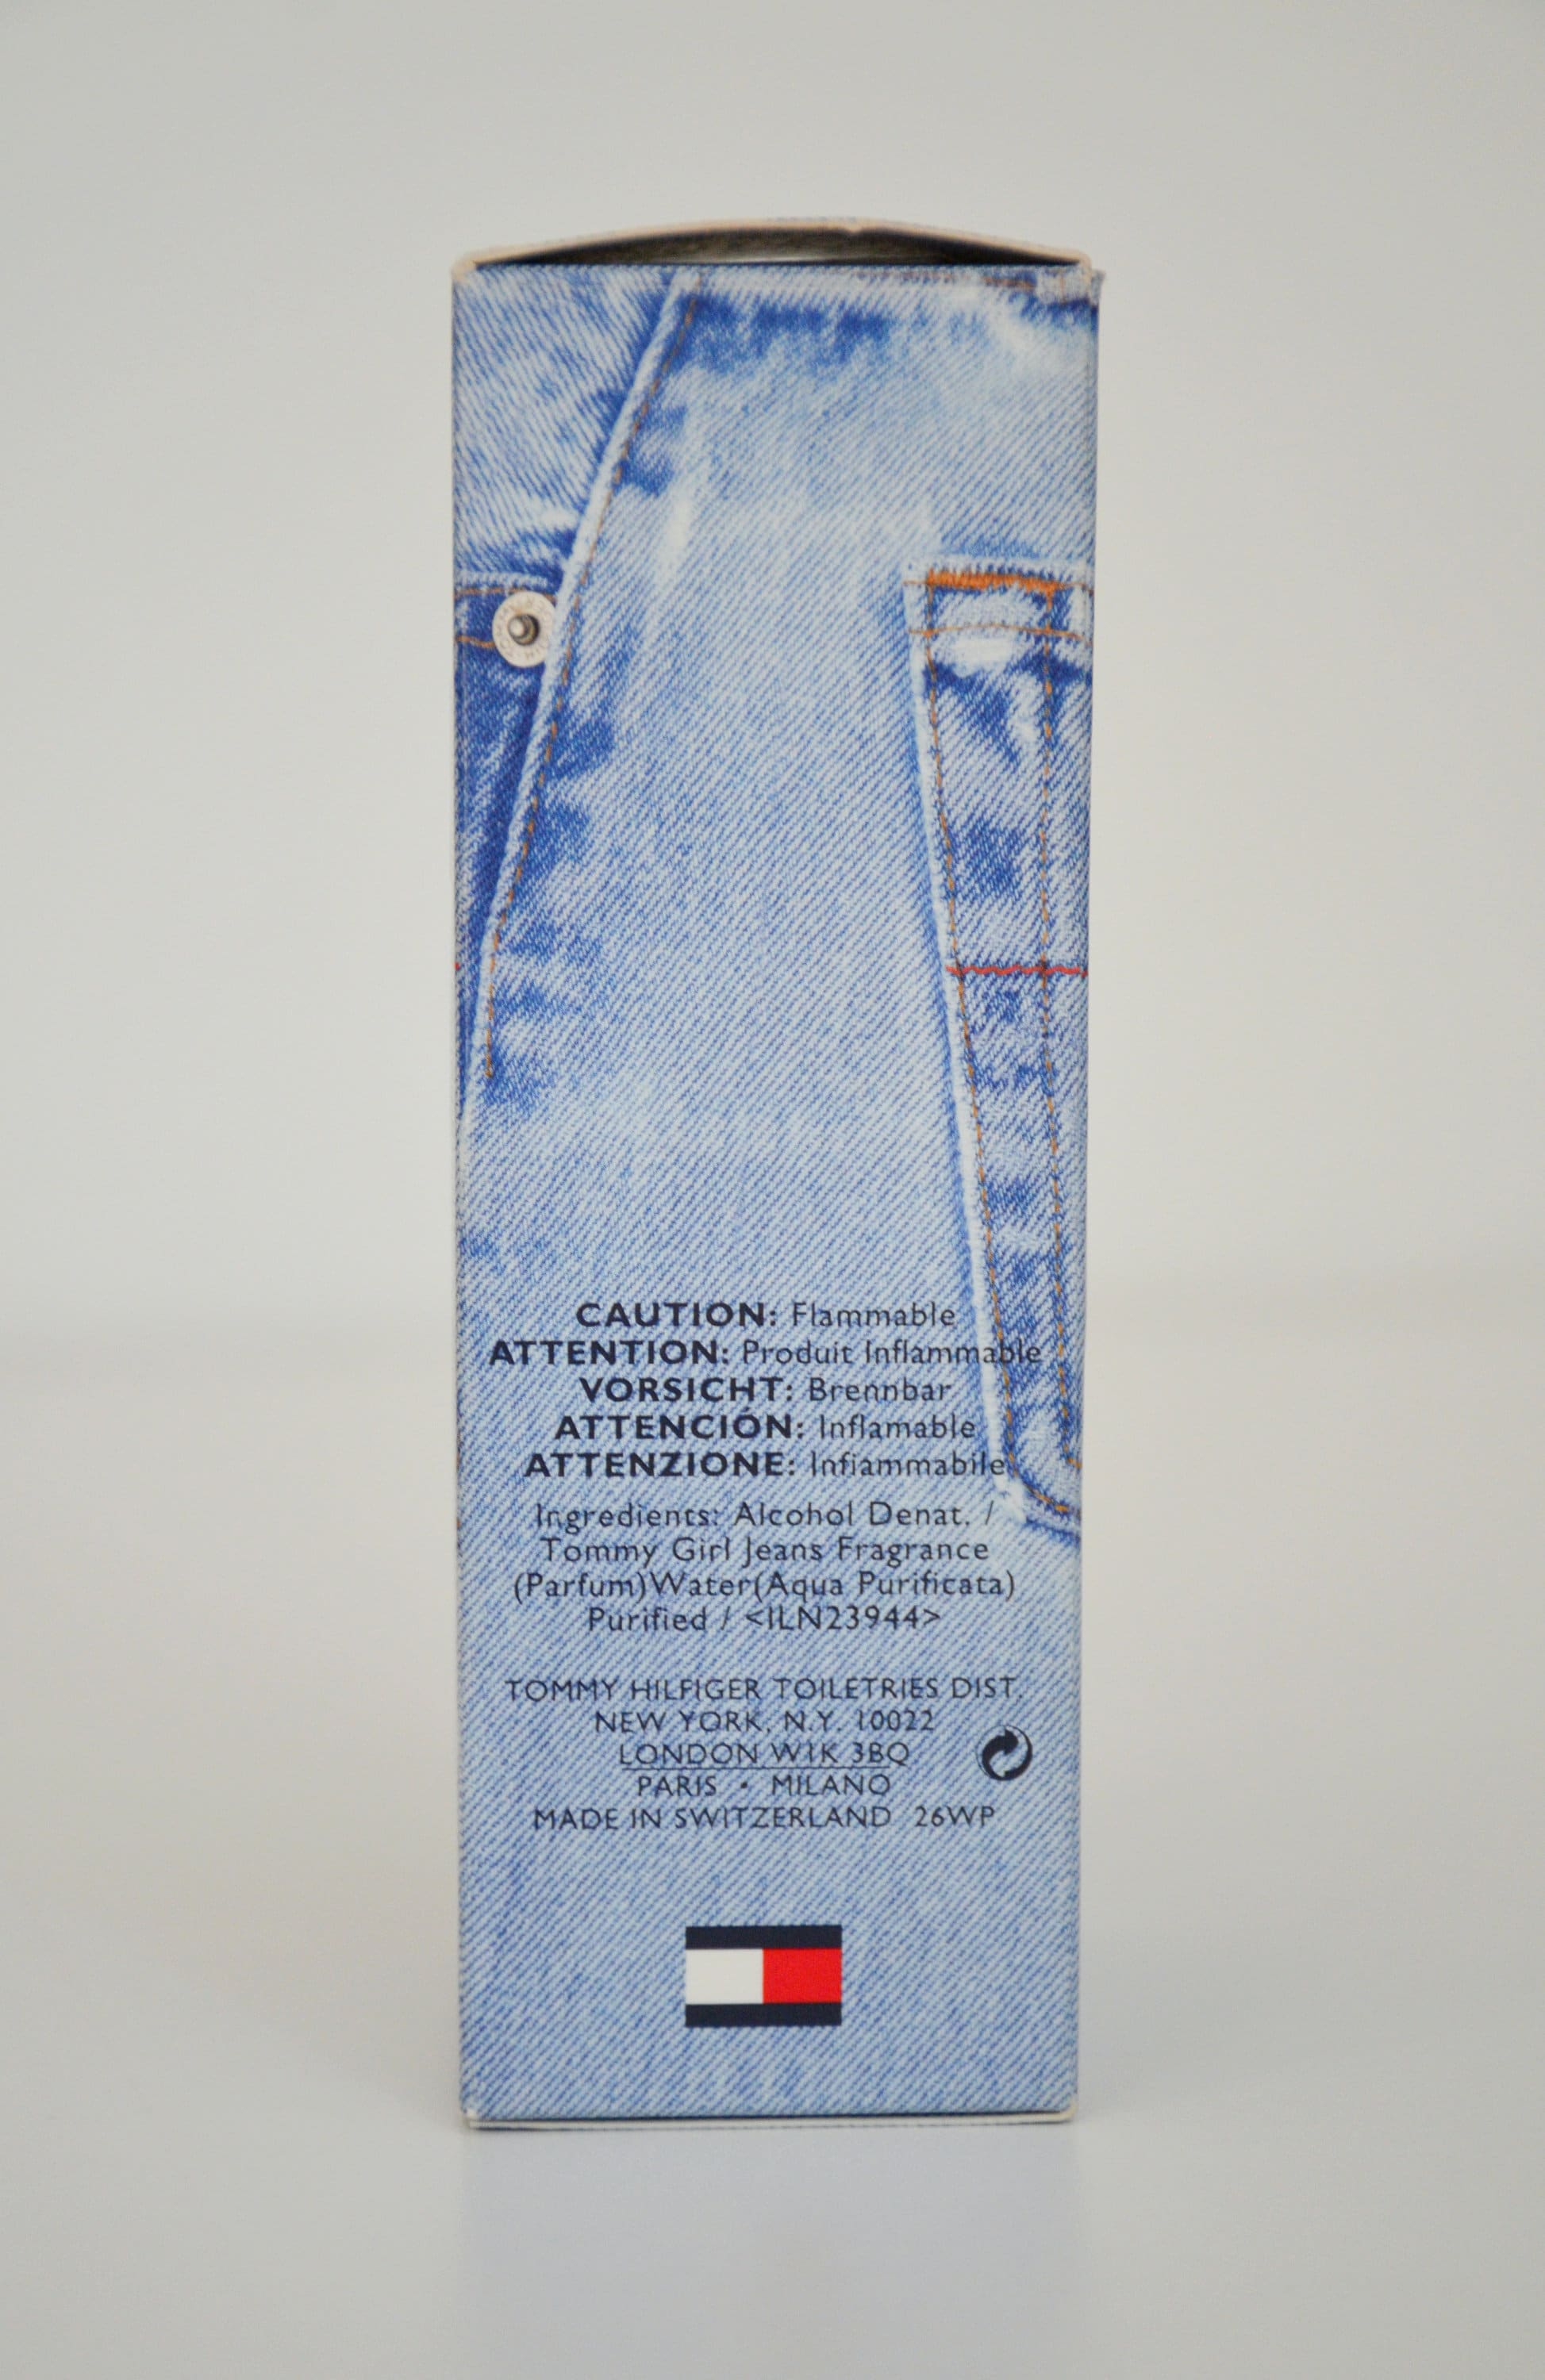 CAUTION: Flammable
ATTENTION: Produit Inflammable
VORSICHT: Brennbar
ATTENCIÓN: Inflamable
ATTENZIONE: Infiammabile
Ingredients: Alcohol Denat. /
Tommy Girl Jeans Fragrance
(Parfum)Water(Aqua Purificata)
Purified / <ILN23944>
TOMMY HILFIGER TOILETRIES DIST.
NEW YORK, N.Y. 10022
LONDON W1K 3BQ
PARIS • MILANO
MADE IN SWITZERLAND 26WP